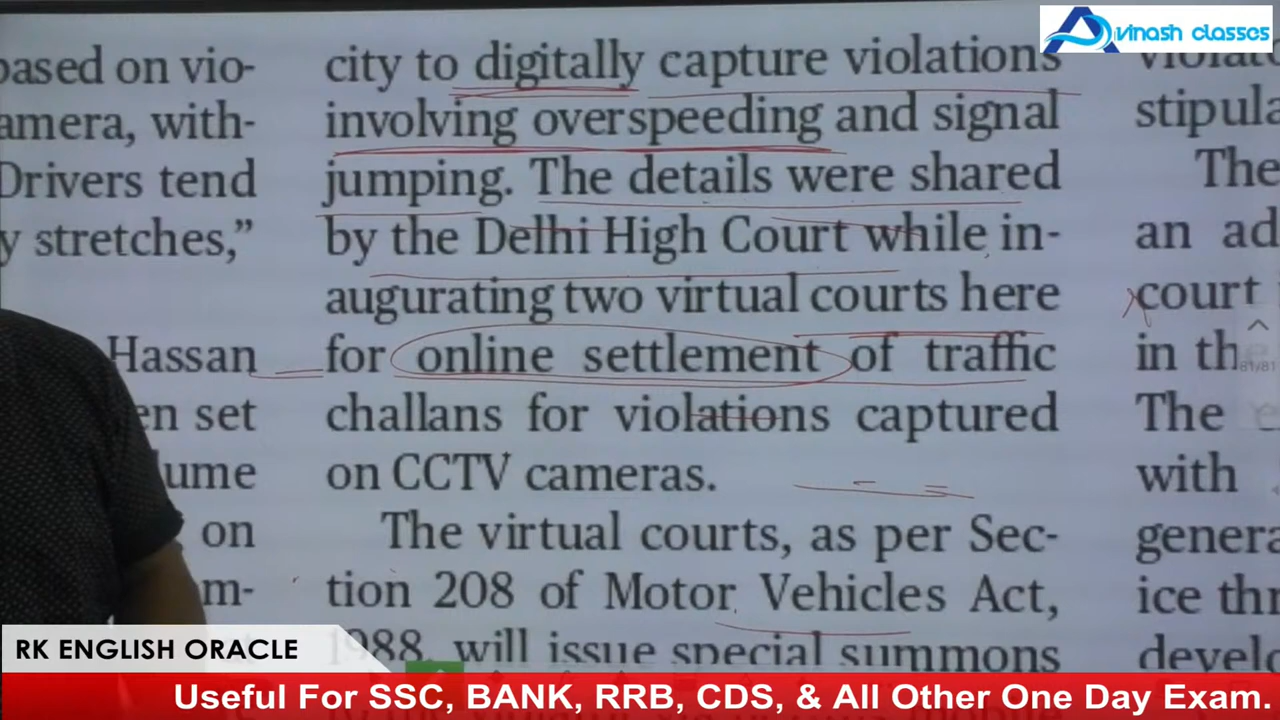 vinash classes
based on vio-
amera, with-
Drivers tend
y stretches,”
Hassan
en set
lume
on
m-
city to digitally capture violations
involving overspeeding and signal
jumping. The details were shared
by the Delhi High Court while in-
augurating two virtual courts here
for online settlement of traffic
challans for violations captured
on CCTV cameras.
The virtual courts, as per Sec-
tion 208 of Motor Vehicles Act,
1988, will issue special summons
stipula
The
an ad
court
in th
The
with
genera
ice thr
develo
81/81
RK ENGLISH ORACLE
Useful For SSC, BANK, RRB, CDS, & All Other One Day Exam.